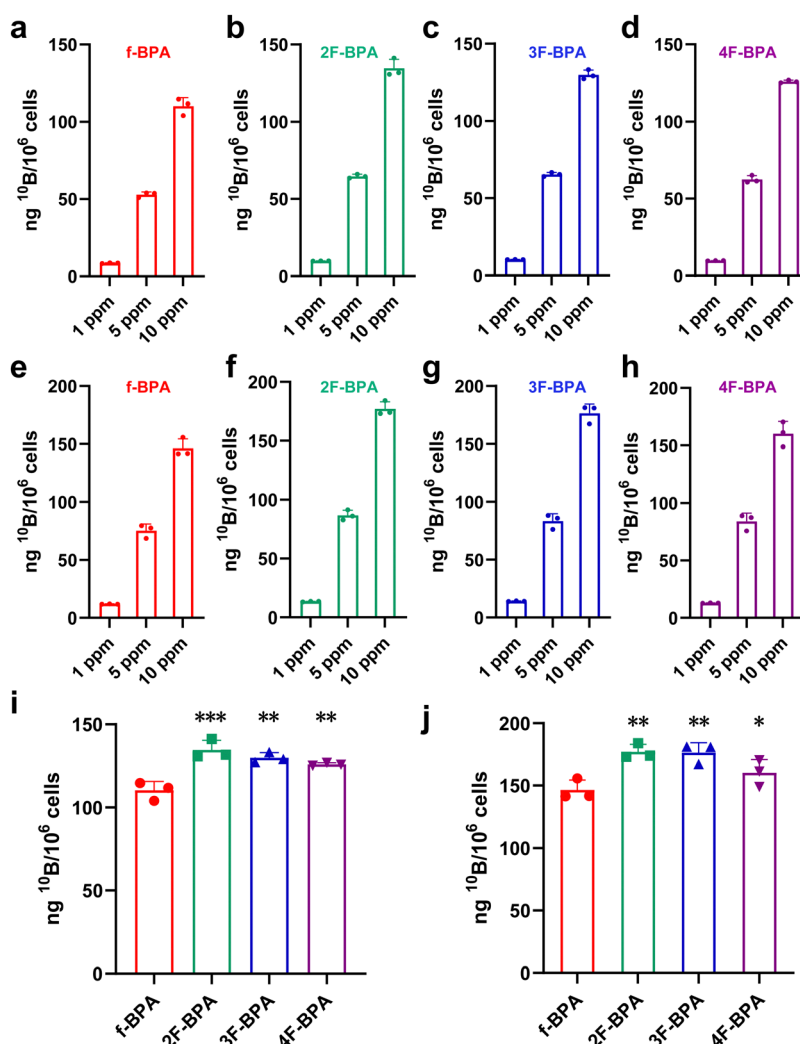 a
f-BPA
ng ¹⁰B/10⁶ cells
150
100
50
0
1 ppm
5 ppm
10 ppm
b
2F-BPA
ng ¹⁰B/10⁶ cells
150
100
50
0
1 ppm
5 ppm
10 ppm
c
3F-BPA
ng ¹⁰B/10⁶ cells
150
100
50
0
1 ppm
5 ppm
10 ppm
d
4F-BPA
ng ¹⁰B/10⁶ cells
150
100
50
0
1 ppm
5 ppm
10 ppm
e
f-BPA
ng ¹⁰B/10⁶ cells
200
150
100
50
0
1 ppm
5 ppm
10 ppm
f
2F-BPA
ng ¹⁰B/10⁶ cells
200
150
100
50
0
1 ppm
5 ppm
10 ppm
g
3F-BPA
ng ¹⁰B/10⁶ cells
200
150
100
50
0
1 ppm
5 ppm
10 ppm
h
4F-BPA
ng ¹⁰B/10⁶ cells
200
150
100
50
0
1 ppm
5 ppm
10 ppm
i
ng ¹⁰B/10⁶ cells
150
100
50
0
***
**
**
f-BPA
2F-BPA
3F-BPA
4F-BPA
j
ng ¹⁰B/10⁶ cells
200
150
100
50
0
**
**
*
f-BPA
2F-BPA
3F-BPA
4F-BPA